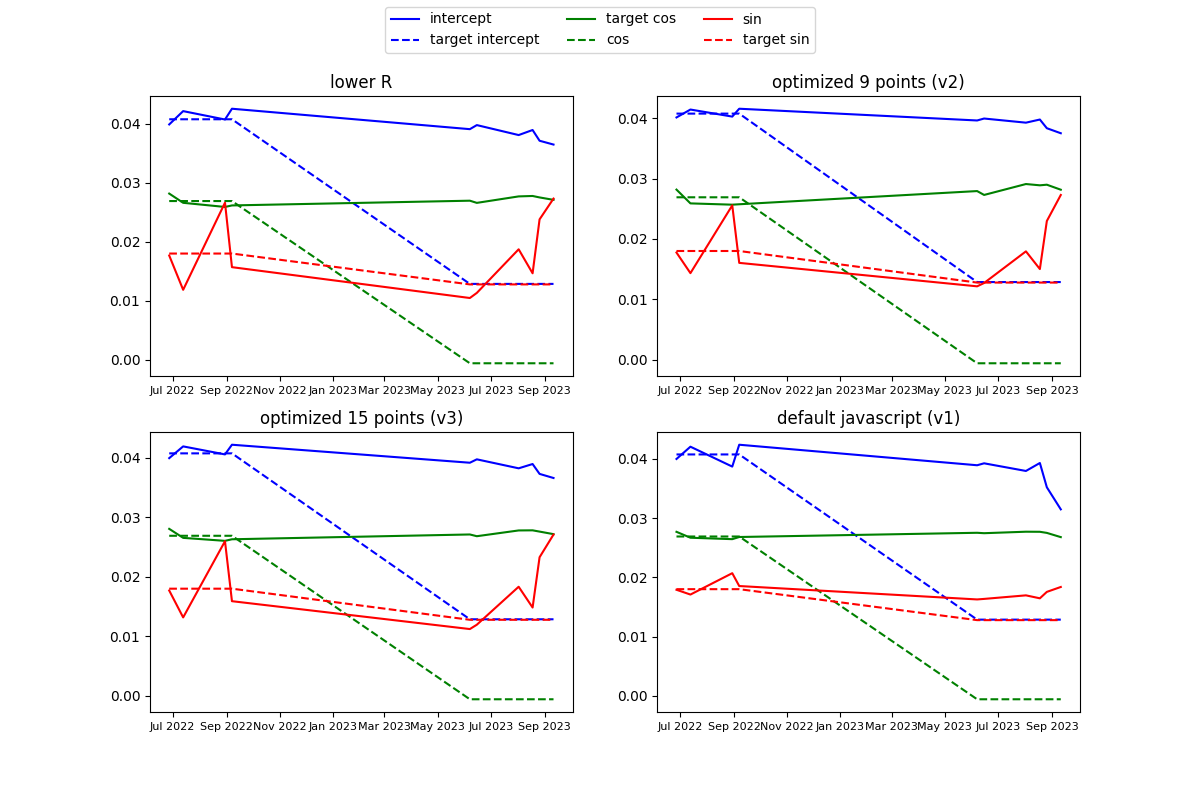 intercept target cos sin
target intercept cos target sin
lower R
0.04
0.03
0.02
0.01
0.00
Jul 2022 Sep 2022 Nov 2022 Jan 2023 Mar 2023 May 2023 Jul 2023 Sep 2023
optimized 9 points (v2)
0.04
0.03
0.02
0.01
0.00
Jul 2022 Sep 2022 Nov 2022 Jan 2023 Mar 2023 May 2023 Jul 2023 Sep 2023
optimized 15 points (v3)
0.04
0.03
0.02
0.01
0.00
Jul 2022 Sep 2022 Nov 2022 Jan 2023 Mar 2023 May 2023 Jul 2023 Sep 2023
default javascript (v1)
0.04
0.03
0.02
0.01
0.00
Jul 2022 Sep 2022 Nov 2022 Jan 2023 Mar 2023 May 2023 Jul 2023 Sep 2023